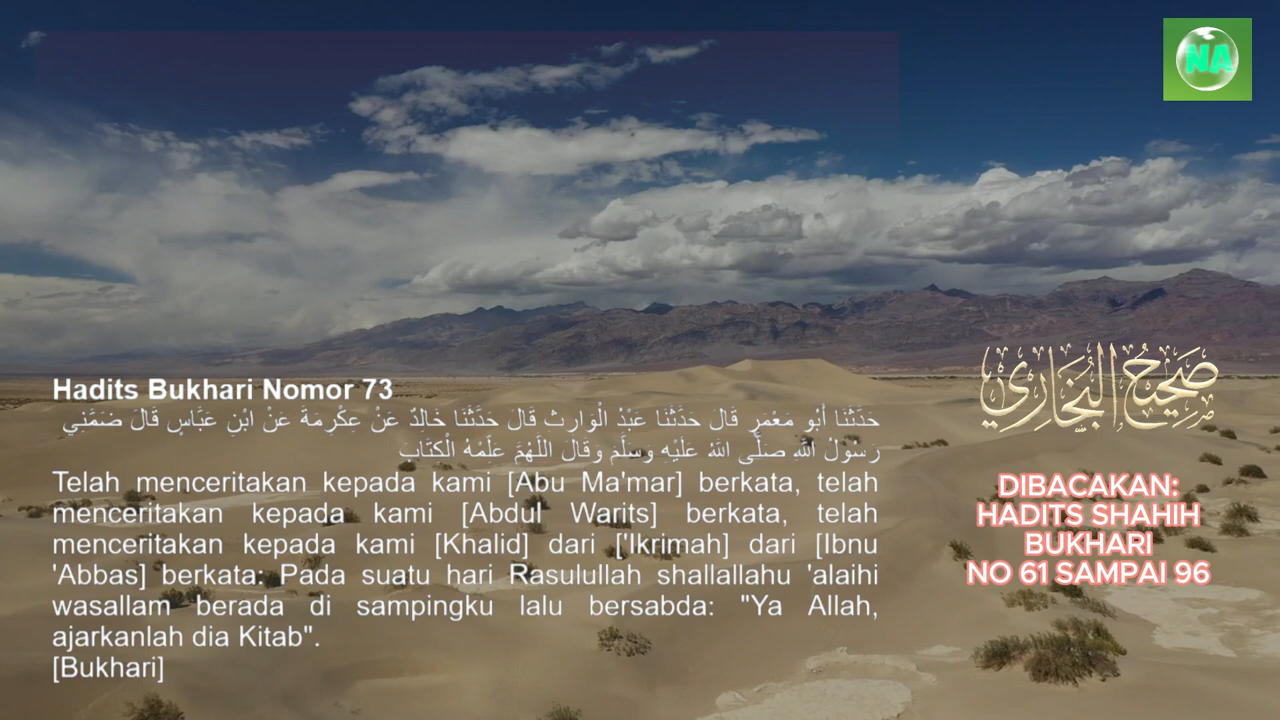 NA
Hadits Bukhari Nomor 73
حَدَّثَنَا أَبُو مَعْمَرٍ قَالَ حَدَّثَنَا عَبْدُ الْوَارِثِ قَالَ حَدَّثَنَا خَالِدٌ عَنْ عِكْرِمَةَ عَنْ ابْنِ عَبَّاسٍ قَالَ ضَمَّنِي
رَسُولُ اللَّهِ صَلَّى اللَّهُ عَلَيْهِ وَسَلَّمَ وَقَالَ اللَّهُمَّ عَلِّمْهُ الْكِتَابَ
Telah menceritakan kepada kami [Abu Ma'mar] berkata, telah
menceritakan kepada kami [Abdul Warits] berkata, telah
menceritakan kepada kami [Khalid] dari ['Ikrimah] dari [Ibnu
'Abbas] berkata: Pada suatu hari Rasulullah shallallahu 'alaihi
wasallam berada di sampingku lalu bersabda: "Ya Allah,
ajarkanlah dia Kitab".
[Bukhari]
صَحِيحُ الْبُخَارِي
DIBACAKAN:
HADITS SHAHIH
BUKHARI
NO 61 SAMPAI 96